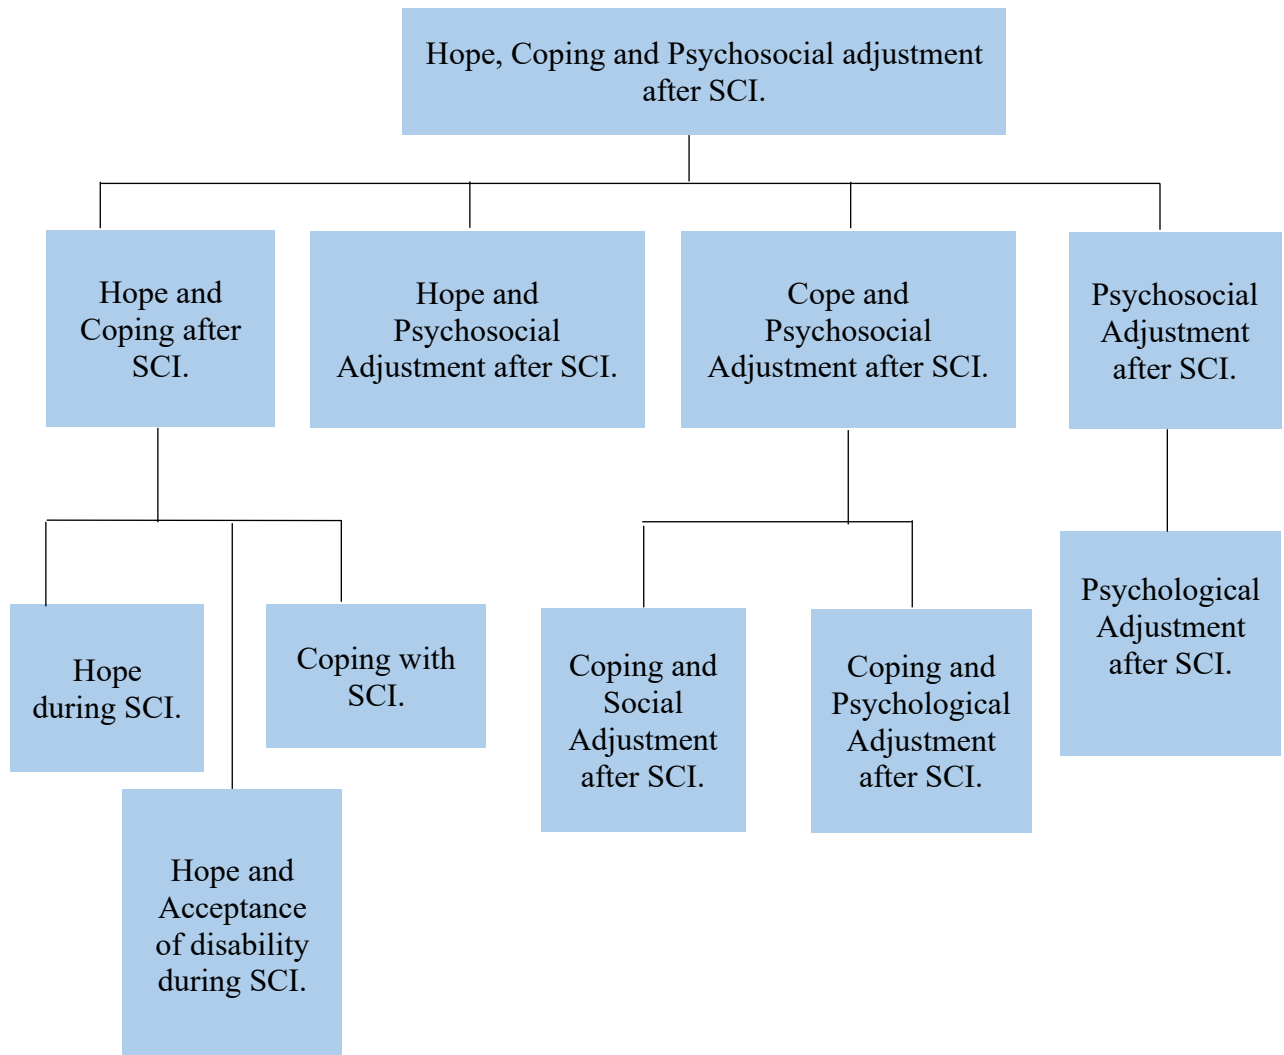 Hope, Coping and Psychosocial adjustment
after SCI.
Hope and
Coping after
SCI.
Hope and
Psychosocial
Adjustment after SCI.
Cope and
Psychosocial
Adjustment after SCI.
Psychosocial
Adjustment
after SCI.
Hope
during SCI.
Hope and
Acceptance
of disability
during SCI.
Coping with
SCI.
Coping and
Social
Adjustment
after SCI.
Coping and
Psychological
Adjustment
after SCI.
Psychological
Adjustment
after SCI.